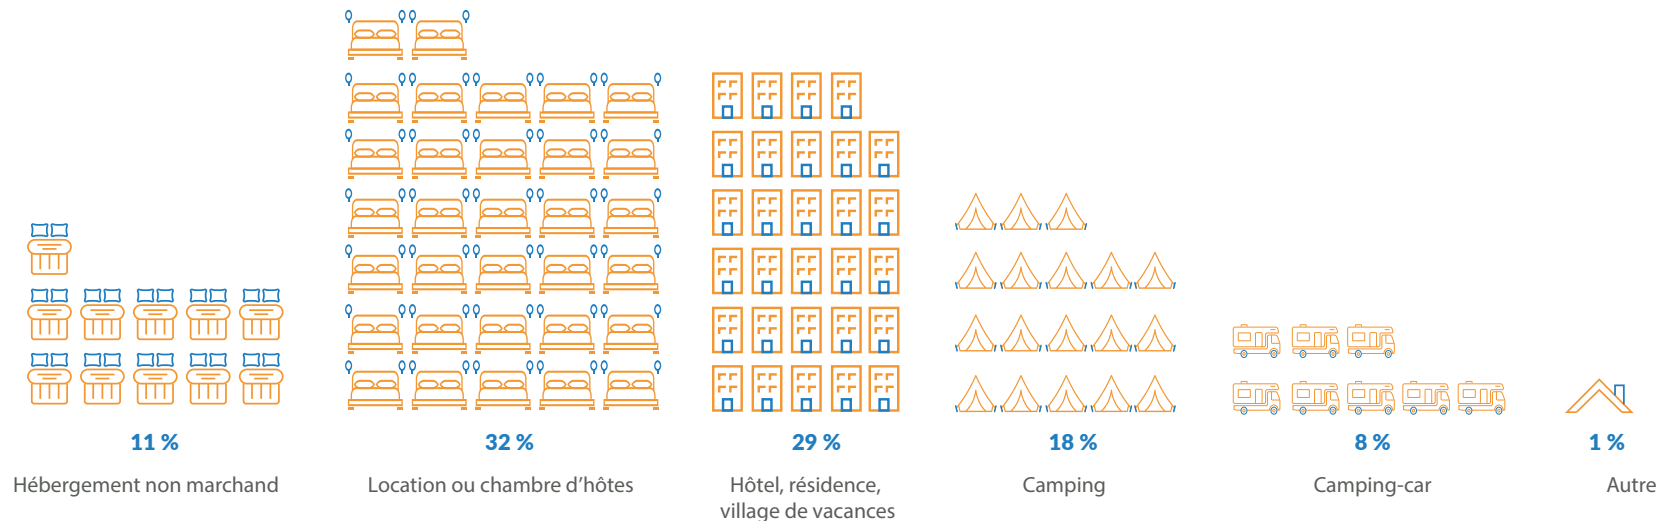 11 %
32 %
29 %
18 %
8 %
1 %
Hébergement non marchand
Location ou chambre d’hôtes
Hôtel, résidence,
village de vacances
Camping
Camping-car
Autre